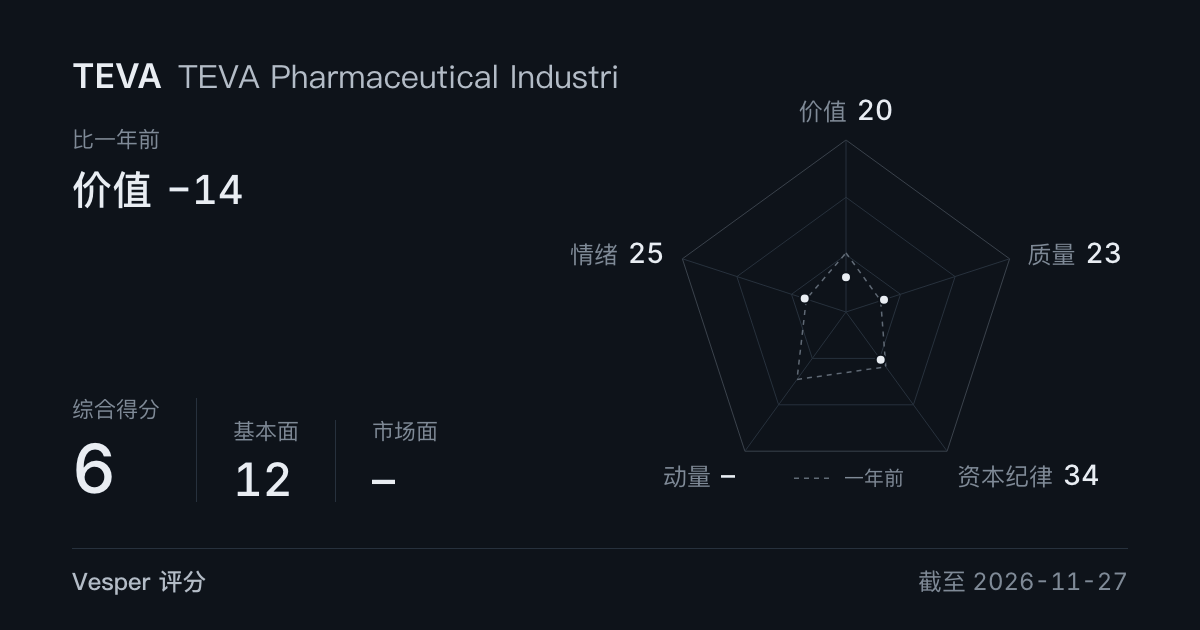 TEVA TEVA Pharmaceutical Industri
比一年前
价值 −14
价值 20
情绪 25
质量 23
综合得分
6
基本面
12
市场面
–
动量 –
一年前
资本纪律 34
Vesper 评分
截至 2026-11-27